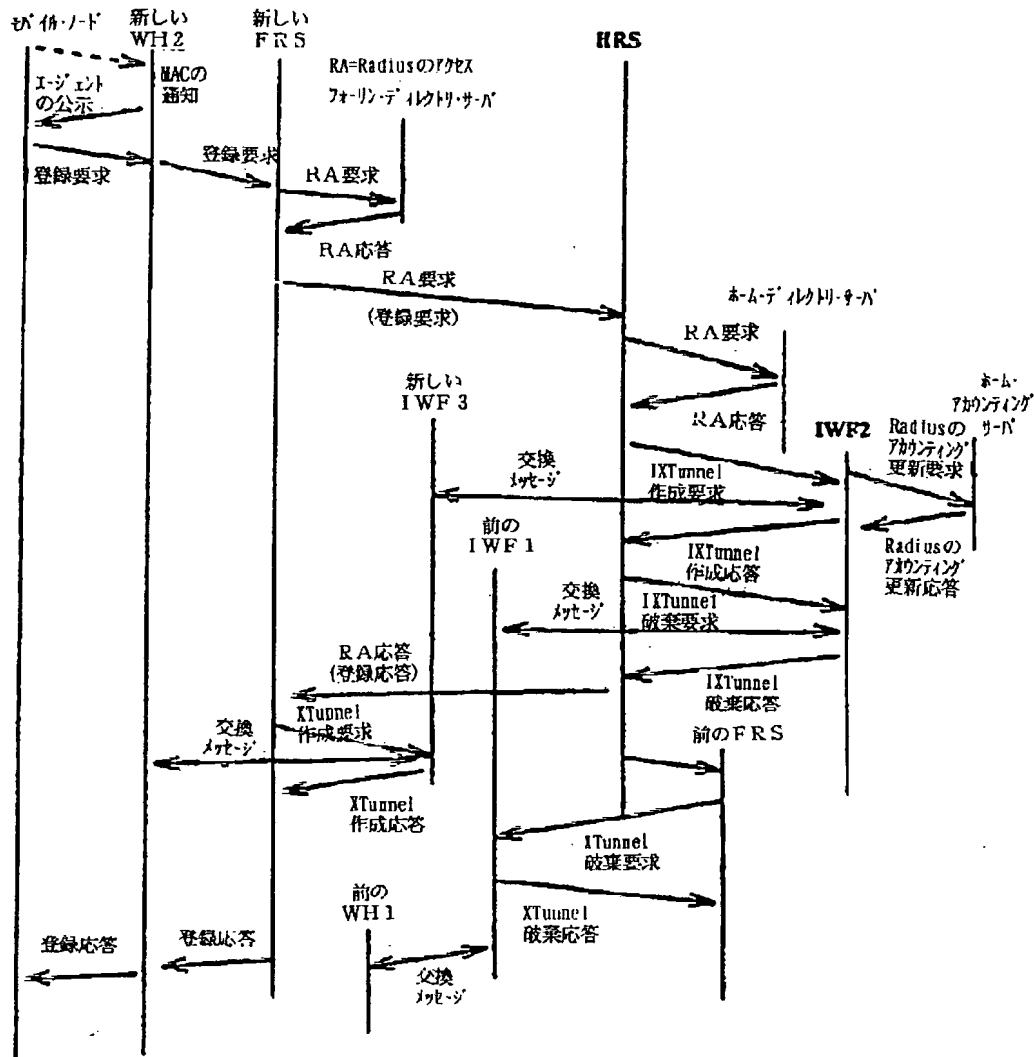 モバイル・ノード
新しい
WH2
新しい
FRS
HRS
RA=Radiusのアクセス
フォーリン・ディレクトリ・サーバ
MACの
通知
エージェント
の公示
登録要求
登録要求
RA要求
RA応答
RA要求
(登録要求)
ホーム・ディレクトリ・サーバ
RA要求
RA応答
新しい
IWF3
IWF2
ホーム・
アカウンティング
サーバ
Radiusの
アカウンティング
更新要求
交換
メッセージ
IXTunnel
作成要求
前の
IWF1
IXTunnel
作成応答
Radiusの
アカウンティング
更新応答
交換
メッセージ
IXTunnel
破棄要求
RA応答
(登録応答)
IXTunnel
破棄応答
XTunnel
作成要求
交換
メッセージ
前のFRS
XTunnel
作成応答
XTunnel
破棄要求
前の
WH1
XTunnel
破棄応答
登録応答
登録応答
交換
メッセージ